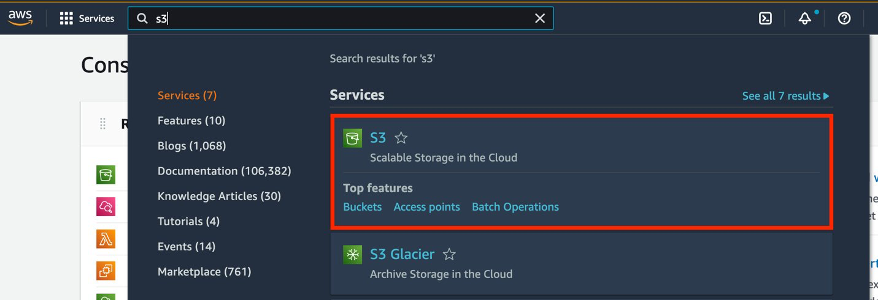 aws
Services
s3
Cons
Search results for 's3'
Services (7)
Features (10)
Blogs (1,068)
Documentation (106,382)
Knowledge Articles (30)
Tutorials (4)
Events (14)
Marketplace (761)
Services
See all 7 results
S3
Scalable Storage in the Cloud
Top features
Buckets Access points Batch Operations
S3 Glacier
Archive Storage in the Cloud